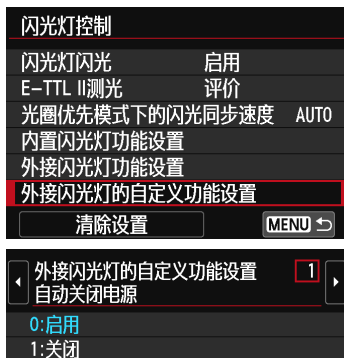 闪光灯控制
闪光灯闪光 启用
E-TTL II测光 评价
光圈优先模式下的闪光同步速度 AUTO
内置闪光灯功能设置
外接闪光灯功能设置
外接闪光灯的自定义功能设置
清除设置 MENU
外接闪光灯的自定义功能设置 1
自动关闭电源
0:启用
1:关闭